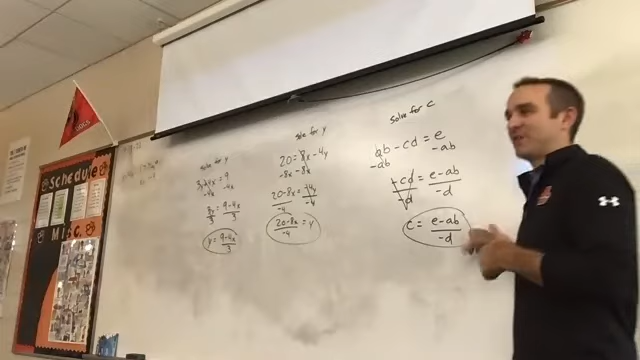 Schedule
Misc.
solve for y
3y+4x=9
-4x -4x
3y/3 = 9-4x/3
y = 9-4x/3
solve for y
20=8x-4y
-8x -8x
20-8x/-4 = -4y/-4
20-8x/-4 = y
solve for c
ab - cd = e
-ab -ab
-cd/-d = e-ab/-d
c = e-ab/-d